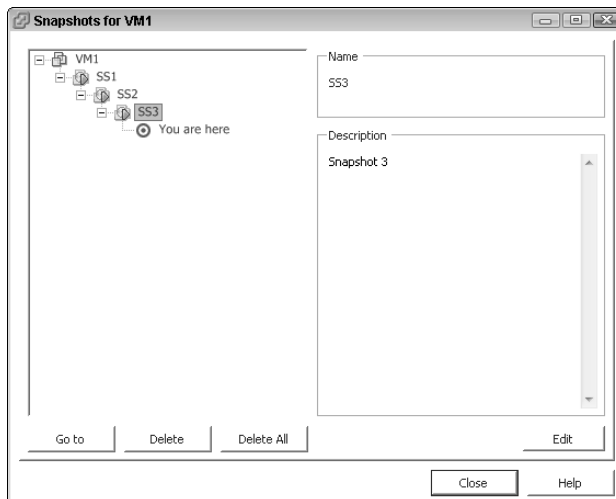 Snapshots for VM1
VM1
SS1
SS2
SS3
You are here
Name
SS3
Description
Snapshot 3
Go to
Delete
Delete All
Edit
Close
Help